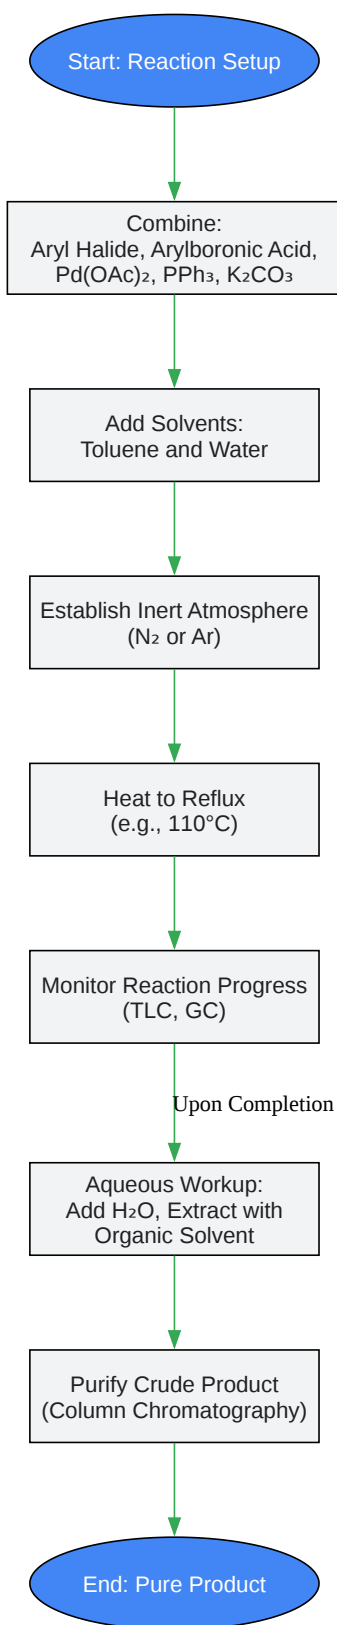 Start: Reaction Setup
Combine:
Aryl Halide, Arylboronic Acid,
Pd(OAc)₂, PPh₃, K₂CO₃
Add Solvents:
Toluene and Water
Establish Inert Atmosphere
(N₂ or Ar)
Heat to Reflux
(e.g., 110°C)
Monitor Reaction Progress
(TLC, GC)
Upon Completion
Aqueous Workup:
Add H₂O, Extract with
Organic Solvent
Purify Crude Product
(Column Chromatography)
End: Pure Product